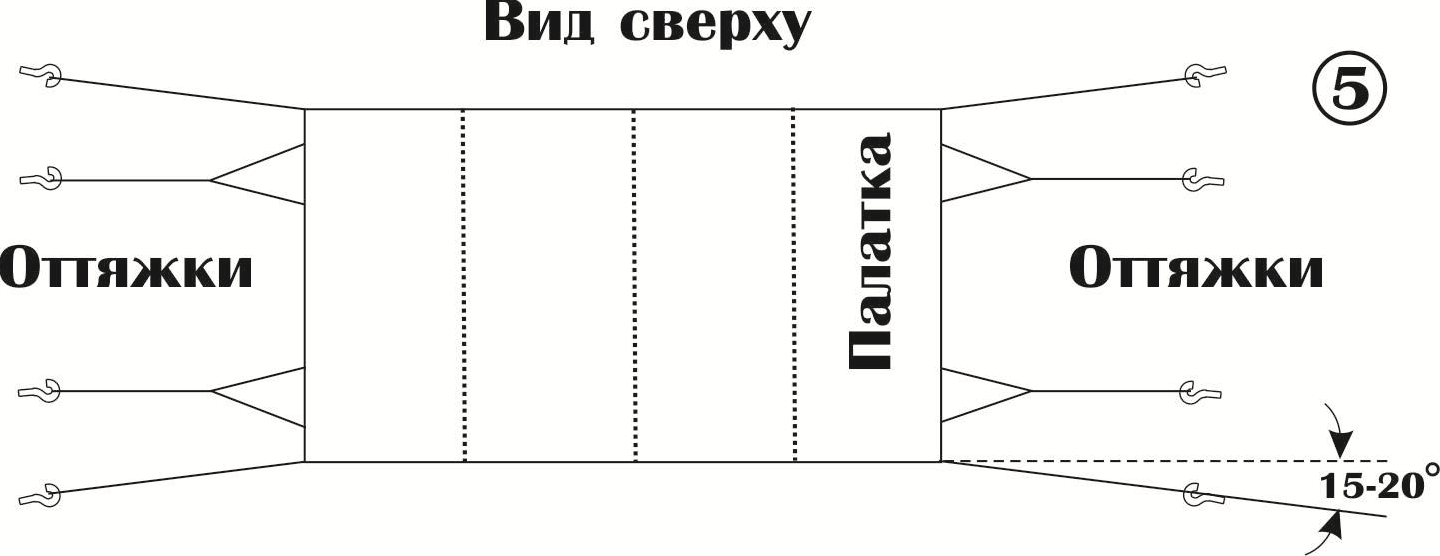 Вид сверху
5
Палатка
Оттяжки
Оттяжки
15-20°